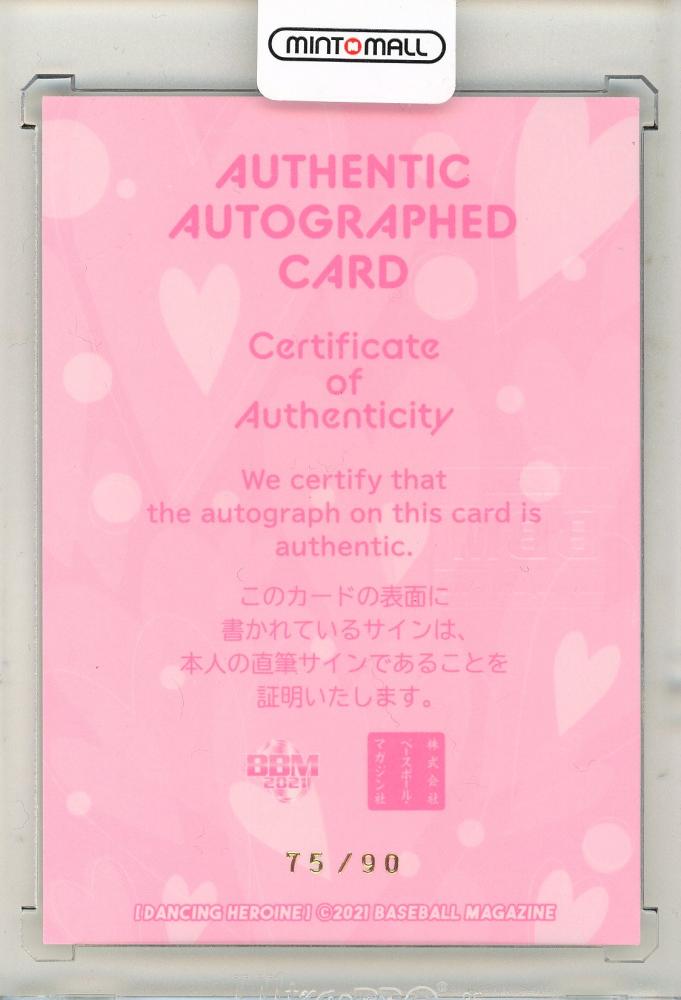 MINTMALL
AUTHENTIC
AUTOGRAPHED
CARD
Certificate
of
Authenticity
We certify that
the autograph on this card is
authentic.
このカードの表面に
書かれているサインは、
本人の直筆サインであることを
証明いたします。
BBM
2021
株式会社
ベースボール・
マガジン社
75/90
[DANCING HEROINE] ©2021 BASEBALL MAGAZINE